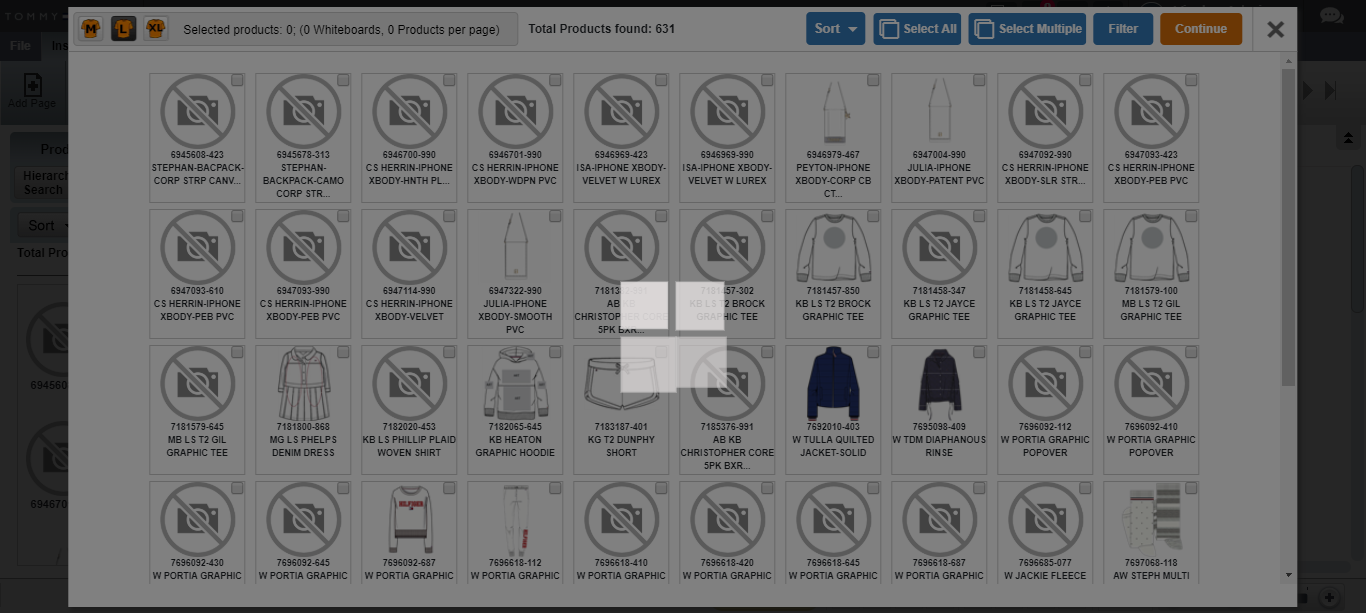 TOMMY
M L XL Selected products: 0; (0 Whiteboards, 0 Products per page) Total Products found: 631 Sort Select All Select Multiple Filter Continue
File Ins
Add Page
Prod
Hierarch
Search
Sort
Total Pro
69456
69470
6945608-423
STEPHAN-BACPACK-
CORP STRP CANV...
6945678-313
STEPHAN-
BACKPACK-CAMO
CORP STR...
6946700-990
CS HERRIN-IPHONE
XBODY-HNTH PL...
6946701-990
CS HERRIN-IPHONE
XBODY-WDPN PVC
6946969-423
ISA-IPHONE XBODY-
VELVET W LUREX
6946969-990
ISA-IPHONE XBODY-
VELVET W LUREX
6946979-467
PEYTON-IPHONE
XBODY-CORP CB
CT...
6947004-990
JULIA-IPHONE
XBODY-PATENT PVC
6947092-990
CS HERRIN-IPHONE
XBODY-SLR STR...
6947093-423
CS HERRIN-IPHONE
XBODY-PEB PVC
6947093-610
CS HERRIN-IPHONE
XBODY-PEB PVC
6947093-990
CS HERRIN-IPHONE
XBODY-PEB PVC
6947114-990
CS HERRIN-IPHONE
XBODY-VELVET
6947322-990
JULIA-IPHONE
XBODY-SMOOTH
PVC
AB KB
CHRISTOPHER CORE
5PK BXR...
7181457-302
KB LS T2 BROCK
GRAPHIC TEE
7181457-850
KB LS T2 BROCK
GRAPHIC TEE
7181458-347
KB LS T2 JAYCE
GRAPHIC TEE
7181458-645
KB LS T2 JAYCE
GRAPHIC TEE
7181579-100
MB LS T2 GIL
GRAPHIC TEE
7181579-645
MB LS T2 GIL
GRAPHIC TEE
7181800-868
MG LS PHELPS
DENIM DRESS
7182020-453
KB LS PHILLIP PLAID
WOVEN SHIRT
7182065-645
KB HEATON
GRAPHIC HOODIE
7183187-401
KG T2 DUNPHY
SHORT
7185376-991
AB KB
CHRISTOPHER CORE
5PK BXR...
7692010-403
W TULLA QUILTED
JACKET-SOLID
7695098-409
W TDM DIAPHANOUS
RINSE
7696092-112
W PORTIA GRAPHIC
POPOVER
7696092-410
W PORTIA GRAPHIC
POPOVER
7696092-430
W PORTIA GRAPHIC
7696092-645
W PORTIA GRAPHIC
HILFIGER
7696092-687
W PORTIA GRAPHIC
7696618-112
W PORTIA GRAPHIC
7696618-410
W PORTIA GRAPHIC
7696618-420
W PORTIA GRAPHIC
7696618-645
W PORTIA GRAPHIC
7696618-687
W PORTIA GRAPHIC
7696685-077
W JACKIE FLEECE
7697068-118
AW STEPH MULTI